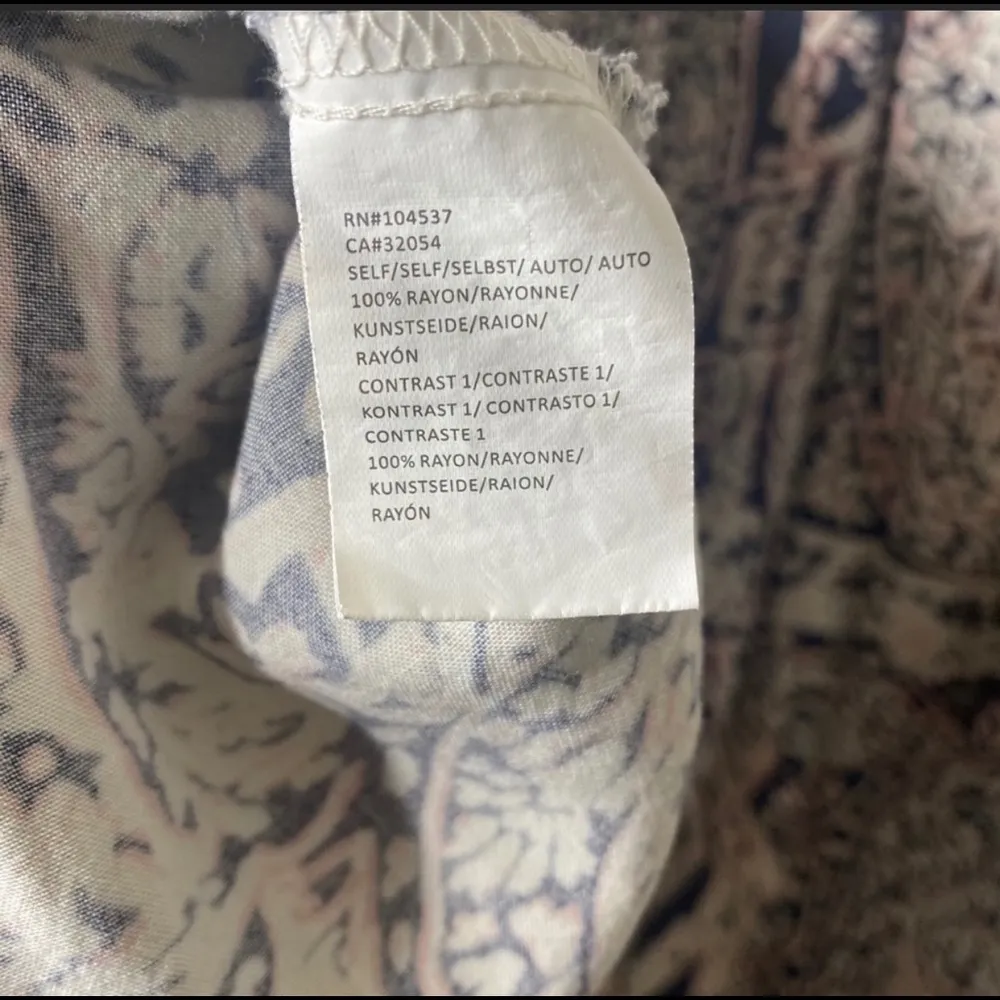 RN#104537
CA#32054
SELF/SELF/SELBST/ AUTO/ AUTO
100% RAYON/RAYONNE/
KUNSTSEIDE/RAION/
RAYÓN
CONTRAST 1/CONTRASTE 1/
KONTRAST 1/ CONTRASTO 1/
CONTRASTE 1
100% RAYON/RAYONNE/
KUNSTSEIDE/RAION/
RAYÓN